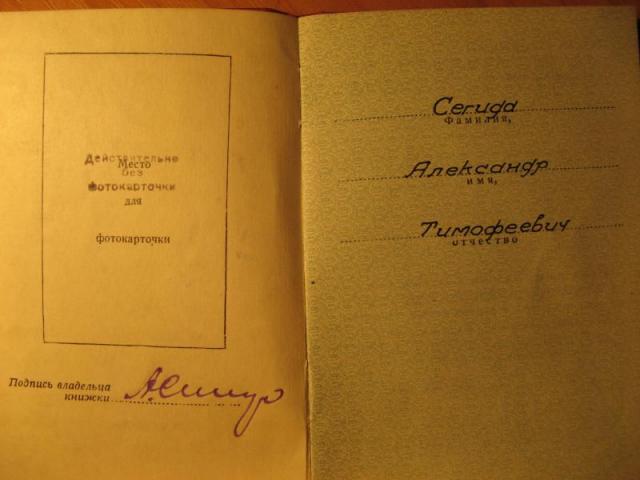 Действительно
Место
без
фотокарточки
для
фотокарточки
Подпись владельца
книжки
Сегида
Фамилия,
Александр
имя,
Тимофеевич
отчество